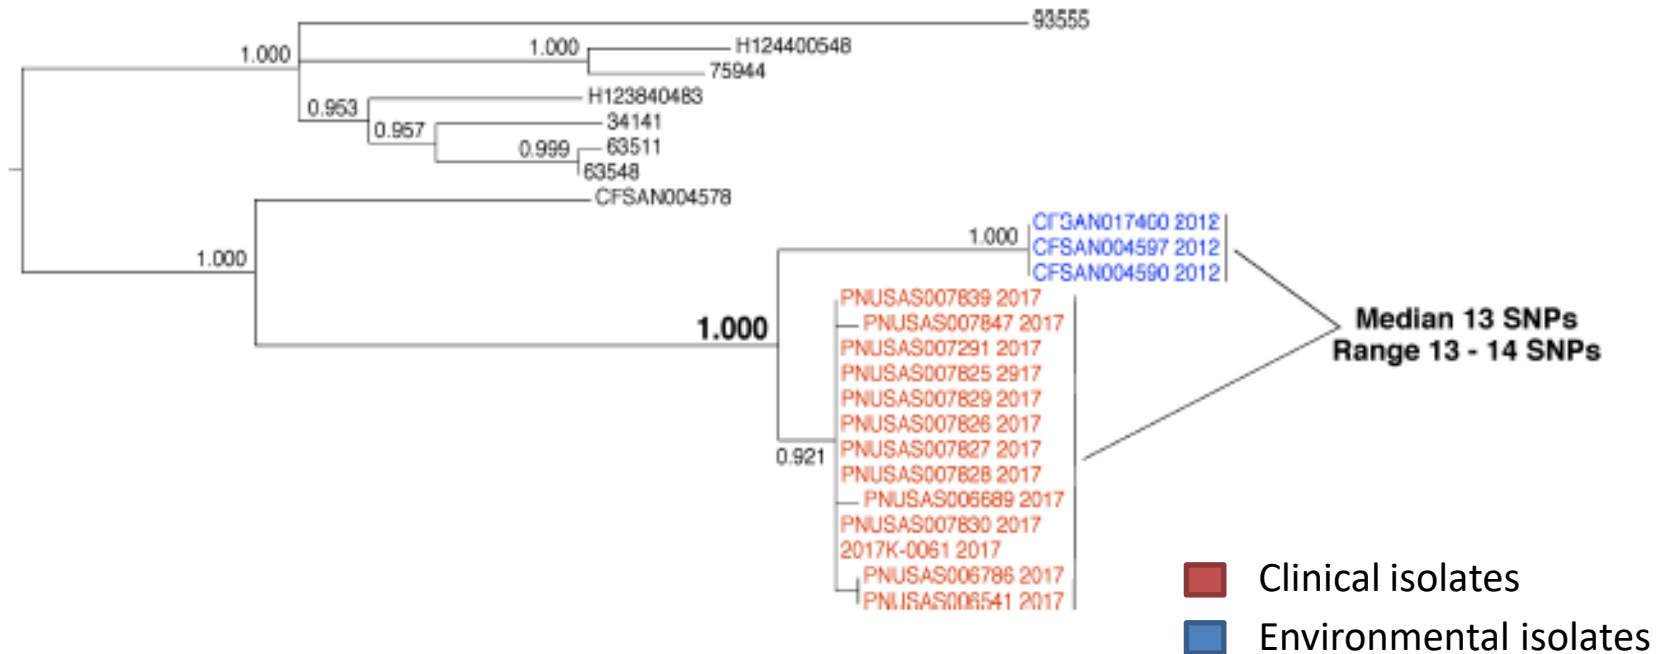 93555
1.000
1.000
H124400548
75944
H123840483
0.953
34141
0.957
0.999
63511
63548
CFSAN004578
CFSAN017460 2012
1.000
CFSAN004597 2012
1.000
CFSAN004590 2012
PNUSAS007839 2017
1.000
PNUSAS007847 2017
Median 13 SNPs
PNUSAS007291 2017
Range 13 - 14 SNPs
PNUSAS007825 2917
PNUSAS007829 2017
PNUSAS007826 2017
PNUSAS007827 2017
0.921
PNUSAS007828 2017
PNUSAS006689 2017
PNUSAS007830 2017
2017K-0061 2017
PNUSAS006786 2017
PNUSAS006541 2017
Clinical isolates
Environmental isolates